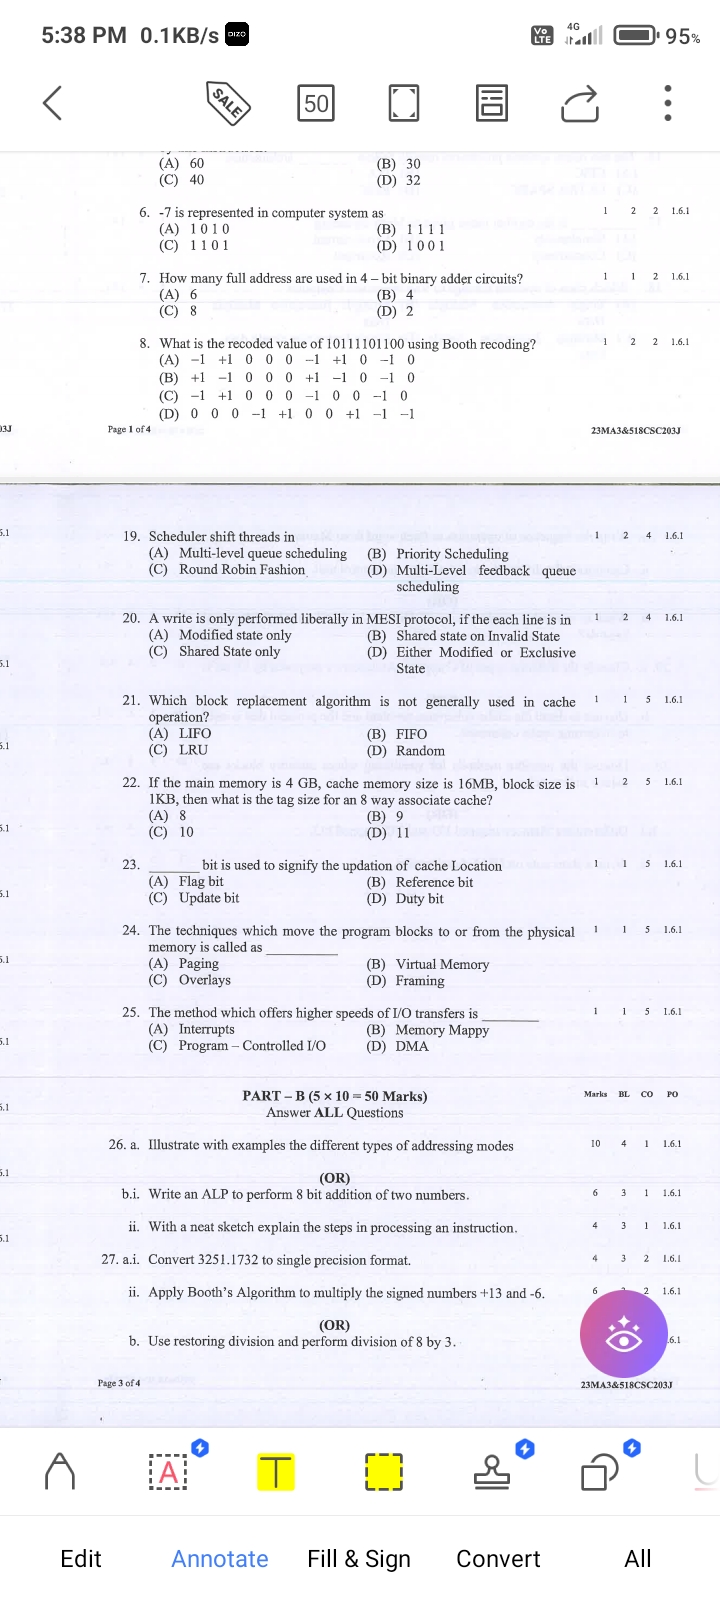 5:38 PM 0.1KB/s DIZO Vo LTE 4G 95%
SALE 50
(A) 60 (B) 30
(C) 40 (D) 32
6. -7 is represented in computer system as 1 2 2 1.6.1
(A) 1 0 1 0 (B) 1 1 1 1
(C) 1 1 0 1 (D) 1 0 0 1
7. How many full address are used in 4 – bit binary adder circuits? 1 1 2 1.6.1
(A) 6 (B) 4
(C) 8 (D) 2
8. What is the recoded value of 10111101100 using Booth recoding? 1 2 2 1.6.1
(A) −1 +1 0 0 0 −1 +1 0 −1 0
(B) +1 −1 0 0 0 +1 −1 0 −1 0
(C) −1 +1 0 0 0 −1 0 0 −1 0
(D) 0 0 0 −1 +1 0 0 +1 −1 −1
03J Page 1 of 4 23MA3&518CSC203J
5.1 19. Scheduler shift threads in 1 2 4 1.6.1
(A) Multi-level queue scheduling (B) Priority Scheduling
(C) Round Robin Fashion (D) Multi-Level feedback queue
scheduling
20. A write is only performed liberally in MESI protocol, if the each line is in 1 2 4 1.6.1
(A) Modified state only (B) Shared state on Invalid State
(C) Shared State only (D) Either Modified or Exclusive
5.1 State
21. Which block replacement algorithm is not generally used in cache 1 1 5 1.6.1
operation?
(A) LIFO (B) FIFO
5.1 (C) LRU (D) Random
22. If the main memory is 4 GB, cache memory size is 16MB, block size is 1 2 5 1.6.1
1KB, then what is the tag size for an 8 way associate cache?
(A) 8 (B) 9
5.1 (C) 10 (D) 11
23. ______ bit is used to signify the updation of cache Location 1 1 5 1.6.1
(A) Flag bit (B) Reference bit
5.1 (C) Update bit (D) Duty bit
24. The techniques which move the program blocks to or from the physical 1 1 5 1.6.1
memory is called as ________
5.1 (A) Paging (B) Virtual Memory
(C) Overlays (D) Framing
25. The method which offers higher speeds of I/O transfers is ______ 1 1 5 1.6.1
(A) Interrupts (B) Memory Mappy
5.1 (C) Program – Controlled I/O (D) DMA
PART – B (5 × 10 = 50 Marks) Marks BL CO PO
5.1 Answer ALL Questions
26. a. Illustrate with examples the different types of addressing modes 10 4 1 1.6.1
5.1 (OR)
b.i. Write an ALP to perform 8 bit addition of two numbers. 6 3 1 1.6.1
ii. With a neat sketch explain the steps in processing an instruction. 4 3 1 1.6.1
5.1
27. a.i. Convert 3251.1732 to single precision format. 4 3 2 1.6.1
ii. Apply Booth's Algorithm to multiply the signed numbers +13 and -6. 6 2 1.6.1
(OR)
b. Use restoring division and perform division of 8 by 3. .6.1
Page 3 of 4 23MA3&518CSC203J
A T
Edit Annotate Fill & Sign Convert All